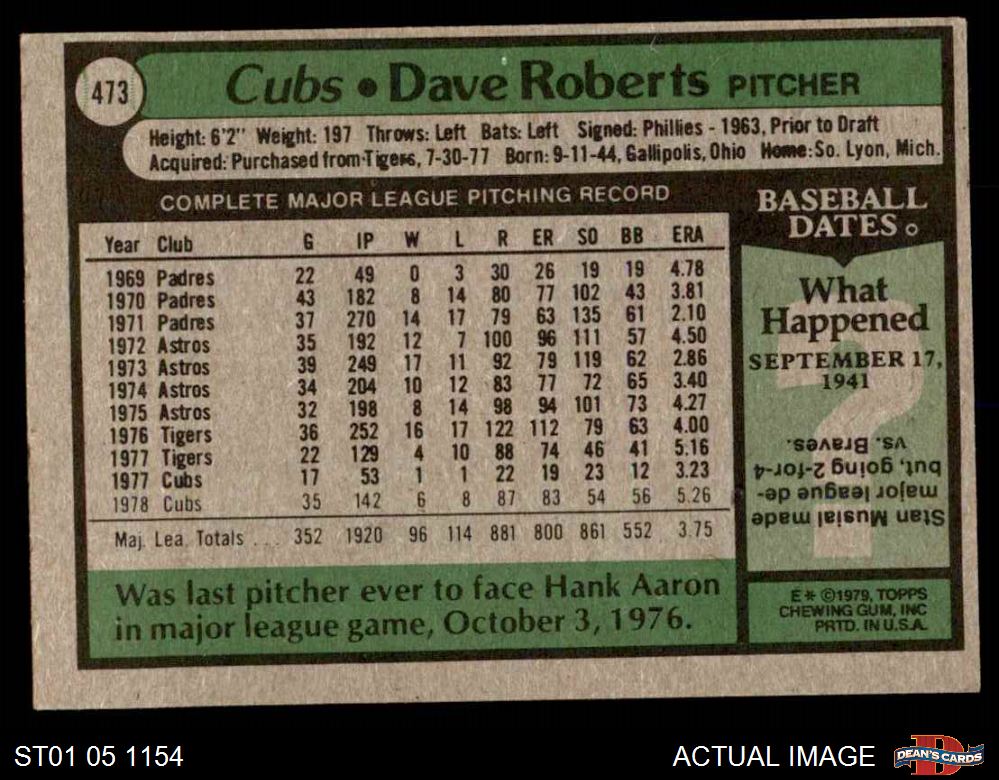 473
Cubs • Dave Roberts PITCHER
Height: 6'2" Weight: 197 Throws: Left Bats: Left Signed: Phillies - 1963, Prior to Draft
Acquired: Purchased from Tigers, 7-30-77 Born: 9-11-44, Gallipolis, Ohio Home: So. Lyon, Mich.
COMPLETE MAJOR LEAGUE PITCHING RECORD
Year Club G IP W L R ER SO BB ERA
1969 Padres 22 49 0 3 30 26 19 19 4.78
1970 Padres 43 182 8 14 80 77 102 43 3.81
1971 Padres 37 270 14 17 79 63 135 61 2.10
1972 Astros 35 192 12 7 100 96 111 57 4.50
1973 Astros 39 249 17 11 92 79 119 62 2.86
1974 Astros 34 204 10 12 83 77 72 65 3.40
1975 Astros 32 198 8 14 98 94 101 73 4.27
1976 Tigers 36 252 16 17 122 112 79 63 4.00
1977 Tigers 22 129 4 10 88 74 46 41 5.16
1977 Cubs 17 53 1 1 22 19 23 12 3.23
1978 Cubs 35 142 6 8 87 83 54 56 5.26
Maj. Lea. Totals ... 352 1920 96 114 881 800 861 552 3.75
Was last pitcher ever to face Hank Aaron
in major league game, October 3, 1976.
BASEBALL
DATES
What
Happened
SEPTEMBER 17,
1941
?
Stan Musial made
major league de-
but, going 2-for-4
vs. Braves.
E* ©1979, TOPPS
CHEWING GUM, INC
PRTD. IN U.S.A.
ST01 05 1154
ACTUAL IMAGE
D
DEAN'S CARDS